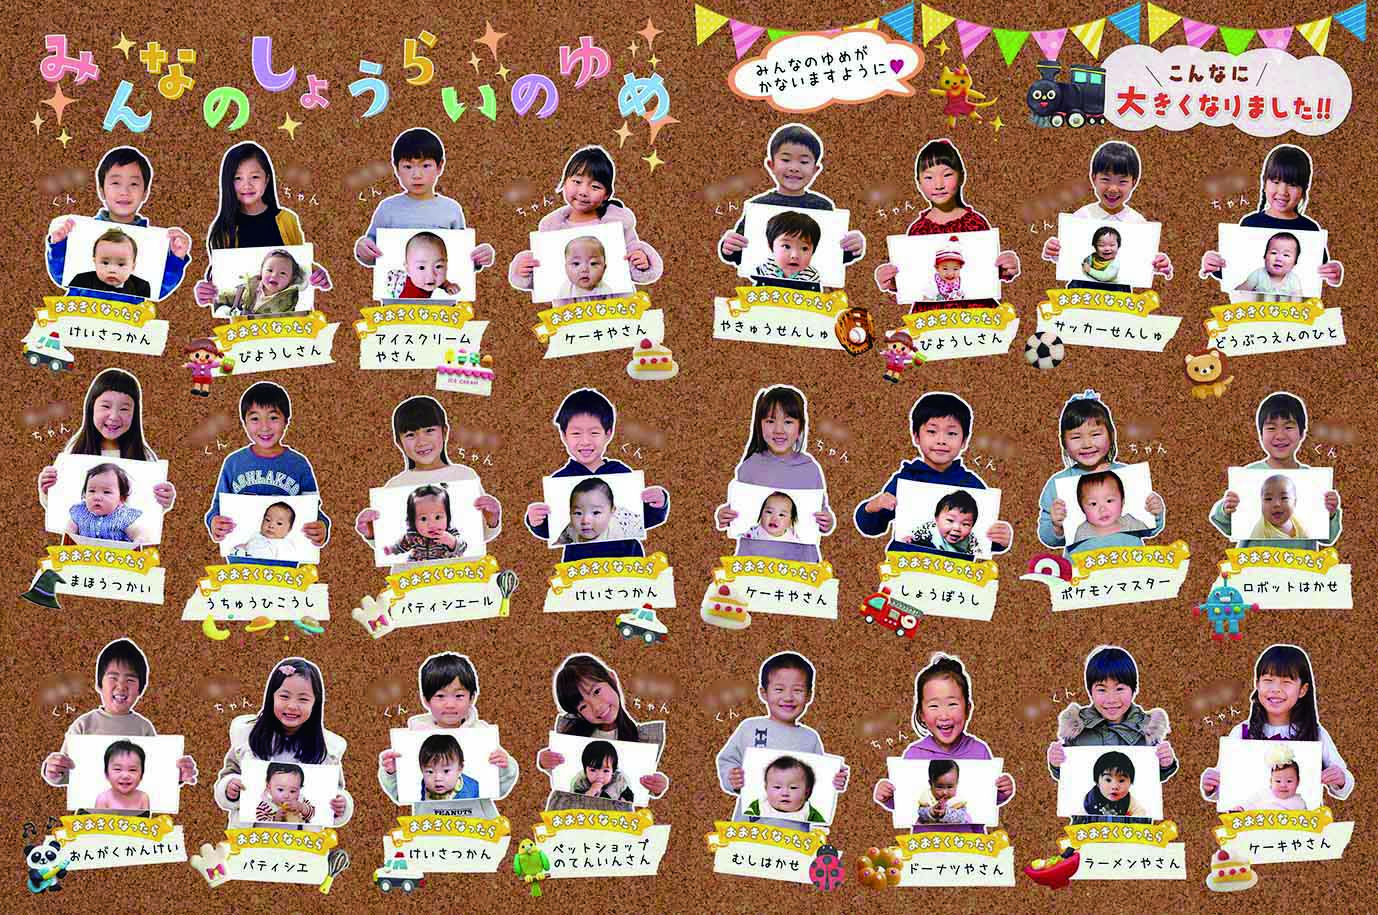 みんなのしょうらいのゆめ
みんなのゆめが
かないますように♥
こんなに
大きくなりました!!
くん
ちゃん
くん
ちゃん
くん
ちゃん
くん
ちゃん
おおきくなったら
けいさつかん
おおきくなったら
びようしさん
おおきくなったら
アイスクリーム
やさん
ICE CREAM
おおきくなったら
ケーキやさん
おおきくなったら
やきゅうせんしゅ
おおきくなったら
びようしさん
おおきくなったら
サッカーせんしゅ
おおきくなったら
どうぶつえんのひと
ちゃん
くん
ちゃん
くん
ちゃん
くん
ちゃん
くん
おおきくなったら
まほうつかい
おおきくなったら
うちゅうひこうし
おおきくなったら
パティシエール
おおきくなったら
けいさつかん
おおきくなったら
ケーキやさん
おおきくなったら
しょうぼうし
おおきくなったら
ポケモンマスター
おおきくなったら
ロボットはかせ
くん
ちゃん
くん
ちゃん
くん
ちゃん
くん
ちゃん
おおきくなったら
おんがくかんけい
おおきくなったら
パティシエ
PEANUTS
おおきくなったら
けいさつかん
おおきくなったら
ペットショップ
のてんいんさん
おおきくなったら
むしはかせ
おおきくなったら
ドーナツやさん
おおきくなったら
ラーメンやさん
おおきくなったら
ケーキやさん